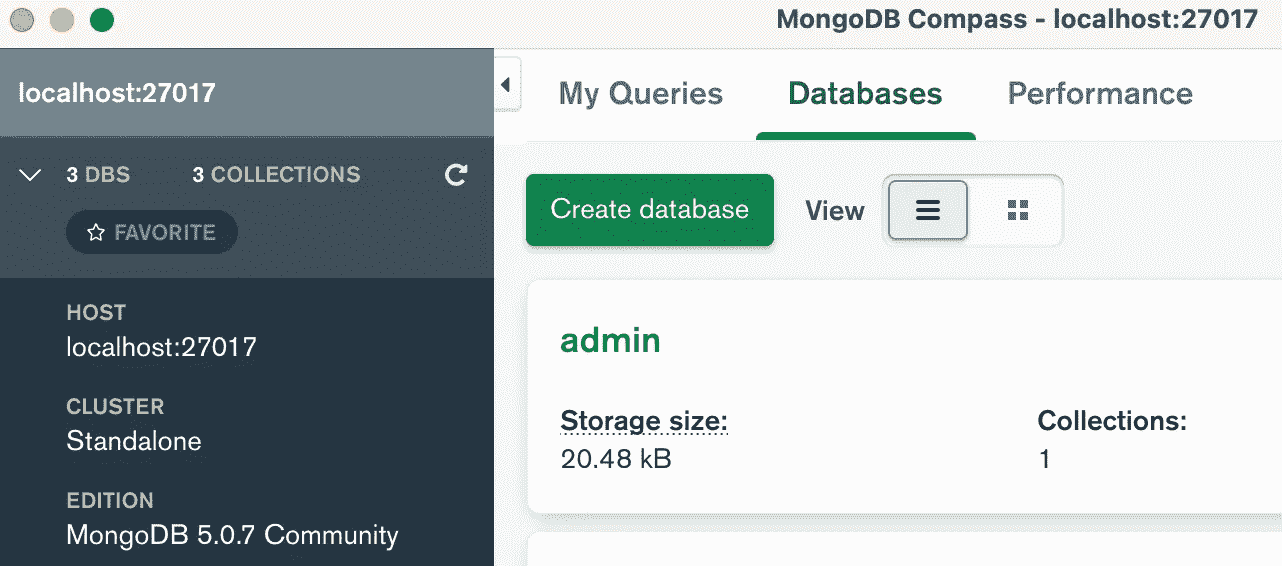 MongoDB Compass - localhost:27017
localhost:27017
My Queries Databases Performance
3 DBS 3 COLLECTIONS
FAVORITE
Create database View
HOST
localhost:27017
CLUSTER
Standalone
EDITION
MongoDB 5.0.7 Community
admin
Storage size: Collections:
20.48 kB 1